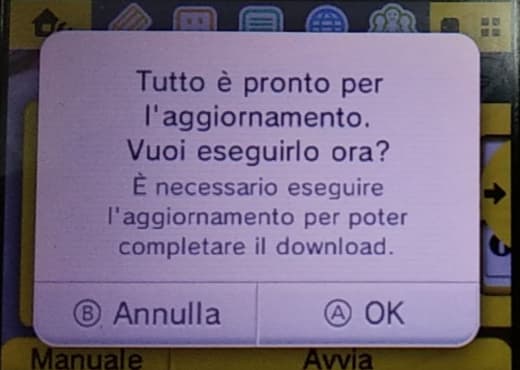 Tutto è pronto per
l'aggiornamento.
Vuoi eseguirlo ora?
È necessario eseguire
l'aggiornamento per poter
completare il download.
Ⓑ Annulla Ⓐ OK
Manuale Avvia